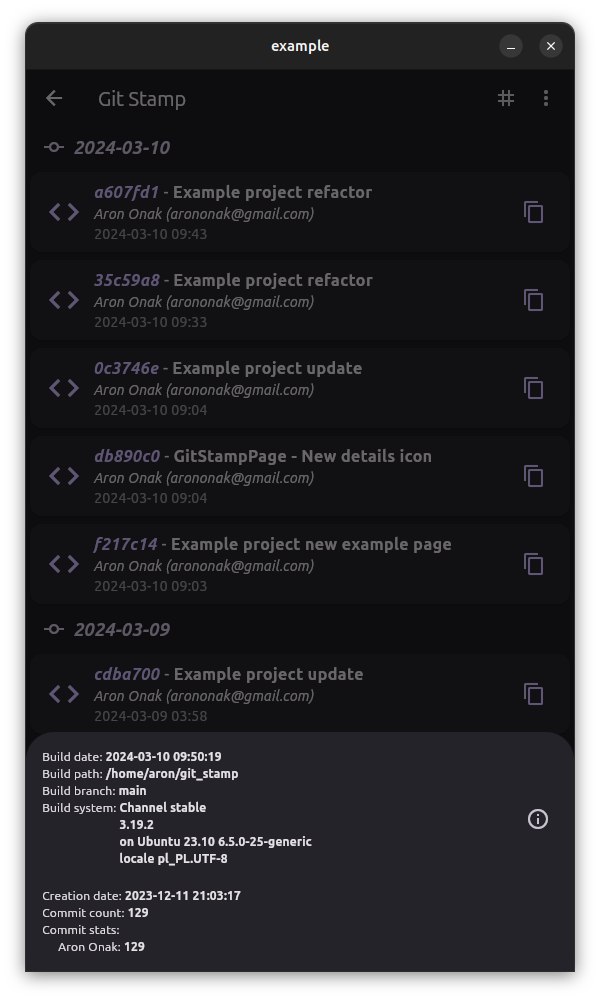 example
Git Stamp
2024-03-10
a607fd1 - Example project refactor
Aron Onak (arononak@gmail.com)
2024-03-10 09:43
35c59a8 - Example project refactor
Aron Onak (arononak@gmail.com)
2024-03-10 09:33
0c3746e - Example project update
Aron Onak (arononak@gmail.com)
2024-03-10 09:04
db890c0 - GitStampPage - New details icon
Aron Onak (arononak@gmail.com)
2024-03-10 09:04
f217c14 - Example project new example page
Aron Onak (arononak@gmail.com)
2024-03-10 09:03
2024-03-09
cdba700 - Example project update
Aron Onak (arononak@gmail.com)
2024-03-09 03:58
Build date: 2024-03-10 09:50:19
Build path: /home/aron/git_stamp
Build branch: main
Build system: Channel stable
3.19.2
on Ubuntu 23.10 6.5.0-25-generic
locale pl_PL.UTF-8
Creation date: 2023-12-11 21:03:17
Commit count: 129
Commit stats:
Aron Onak: 129